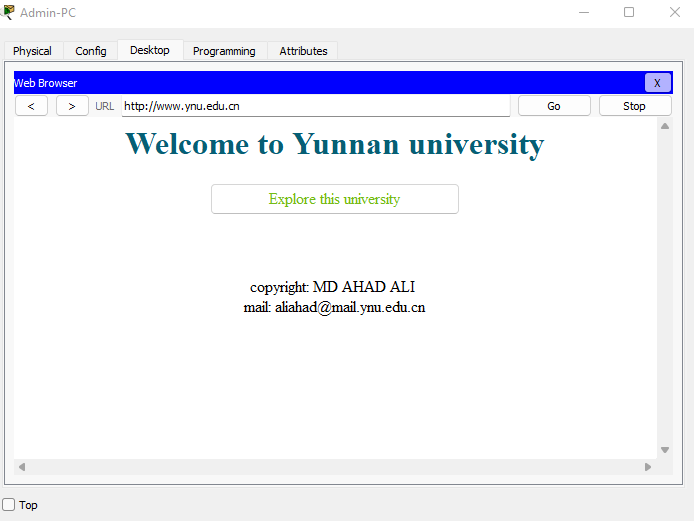 Admin-PC
Physical Config Desktop Programming Attributes
Web Browser X
< > URL http://www.ynu.edu.cn Go Stop
Welcome to Yunnan university
Explore this university
copyright: MD AHAD ALI
mail: aliahad@mail.ynu.edu.cn
Top